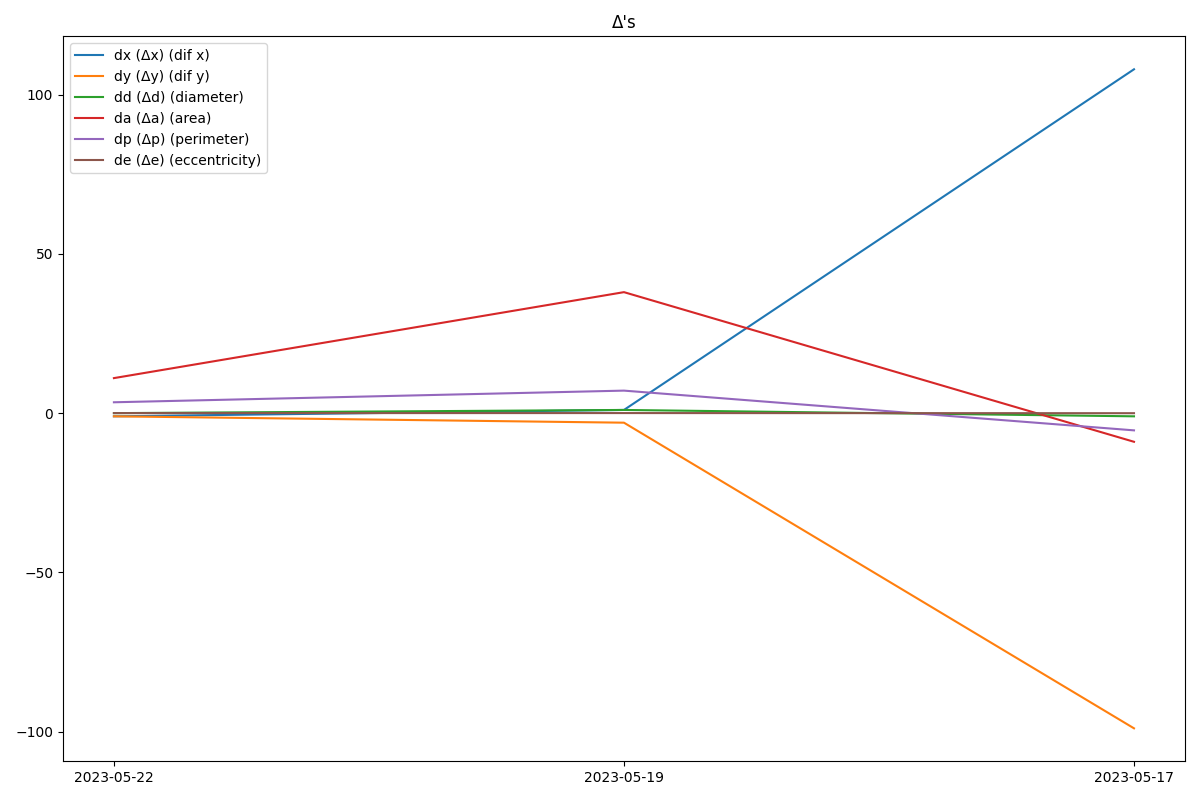 Δ's
dx (Δx) (dif x)
dy (Δy) (dif y)
dd (Δd) (diameter)
da (Δa) (area)
dp (Δp) (perimeter)
de (Δe) (eccentricity)
100
50
0
−50
−100
2023-05-22
2023-05-19
2023-05-17